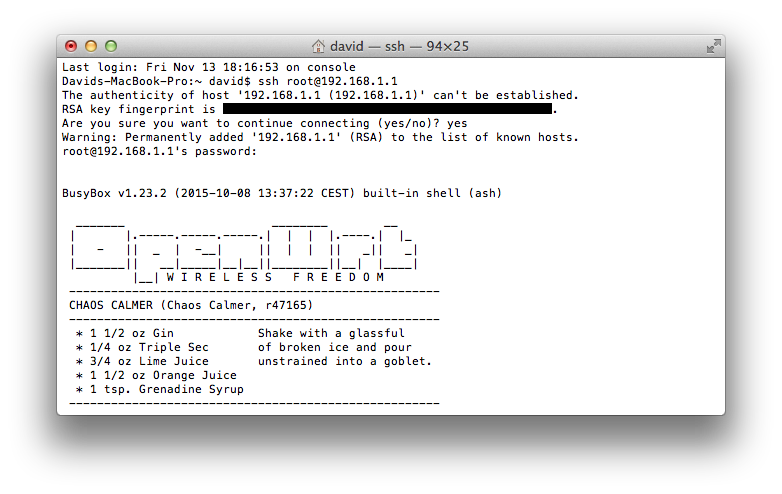 david — ssh — 94×25
Last login: Fri Nov 13 18:16:53 on console
Davids-MacBook-Pro:~ david$ ssh root@192.168.1.1
The authenticity of host '192.168.1.1 (192.168.1.1)' can't be established.
RSA key fingerprint is .
Are you sure you want to continue connecting (yes/no)? yes
Warning: Permanently added '192.168.1.1' (RSA) to the list of known hosts.
root@192.168.1.1's password:
BusyBox v1.23.2 (2015-10-08 13:37:22 CEST) built-in shell (ash)
OpenWrt
W I R E L E S S   F R E E D O M
CHAOS CALMER (Chaos Calmer, r47165)
* 1 1/2 oz Gin            Shake with a glassful
* 1/4 oz Triple Sec       of broken ice and pour
* 3/4 oz Lime Juice       unstrained into a goblet.
* 1 1/2 oz Orange Juice
* 1 tsp. Grenadine Syrup